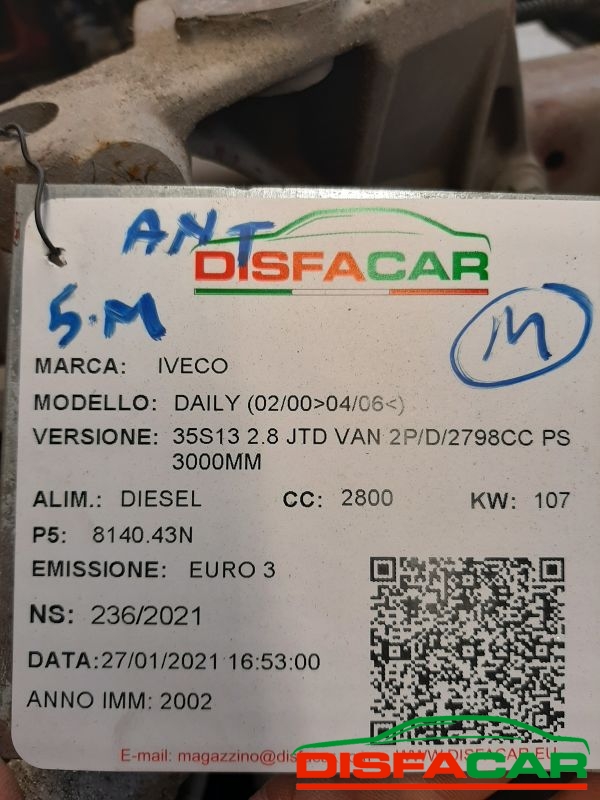 ANT
DISFACAR
5.M
M
MARCA: IVECO
MODELLO: DAILY (02/00>04/06<)
VERSIONE: 35S13 2.8 JTD VAN 2P/D/2798CC PS
3000MM
ALIM.: DIESEL CC: 2800 KW: 107
P5: 8140.43N
EMISSIONE: EURO 3
NS: 236/2021
DATA:27/01/2021 16:53:00
ANNO IMM: 2002
E-mail: WWW.DISFACAR.EU
DISFACAR